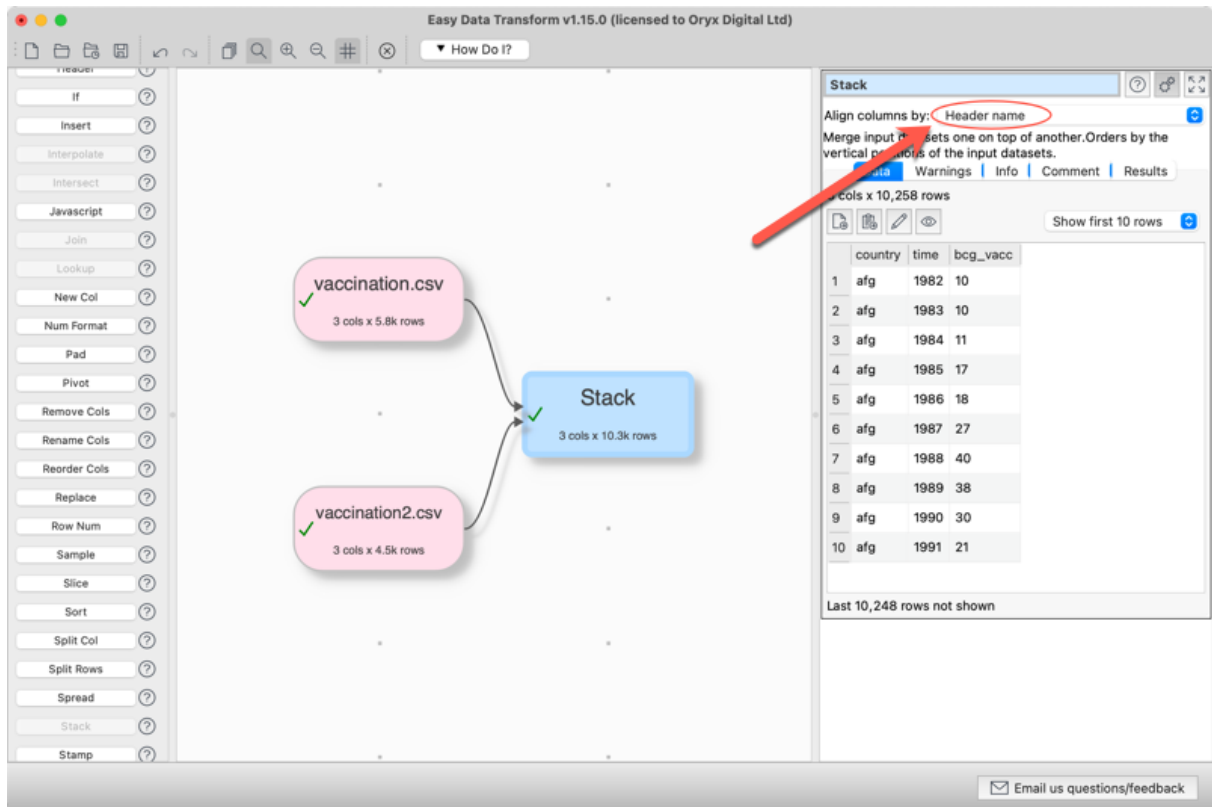 Easy Data Transform v1.15.0 (licensed to Oryx Digital Ltd)
How Do I?
Header
If
Insert
Interpolate
Intersect
Javascript
Join
Lookup
New Col
Num Format
Pad
Pivot
Remove Cols
Rename Cols
Reorder Cols
Replace
Row Num
Sample
Slice
Sort
Split Col
Split Rows
Spread
Stack
Stamp
vaccination.csv
3 cols x 5.8k rows
Stack
3 cols x 10.3k rows
vaccination2.csv
3 cols x 4.5k rows
Stack
Align columns by: Header name
Merge input datasets one on top of another.Orders by the
vertical positions of the input datasets.
Data Warnings Info Comment Results
3 cols x 10,258 rows
Show first 10 rows
country time bcg_vacc
1 afg 1982 10
2 afg 1983 10
3 afg 1984 11
4 afg 1985 17
5 afg 1986 18
6 afg 1987 27
7 afg 1988 40
8 afg 1989 38
9 afg 1990 30
10 afg 1991 21
Last 10,248 rows not shown
Email us questions/feedback